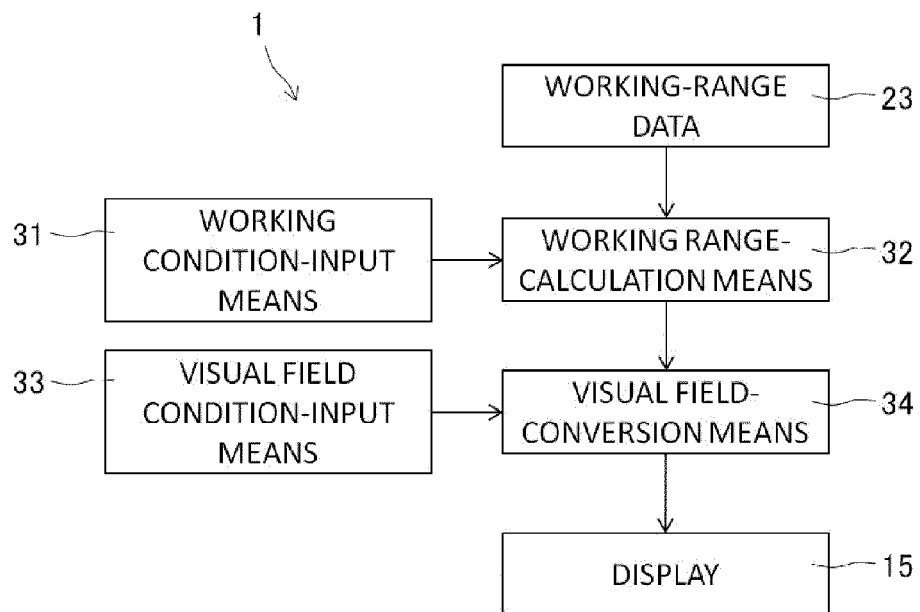 1
WORKING-RANGE
DATA
23
31
WORKING
CONDITION-INPUT
MEANS
WORKING RANGE-
CALCULATION MEANS
32
33
VISUAL FIELD
CONDITION-INPUT
MEANS
VISUAL FIELD-
CONVERSION MEANS
34
DISPLAY
15